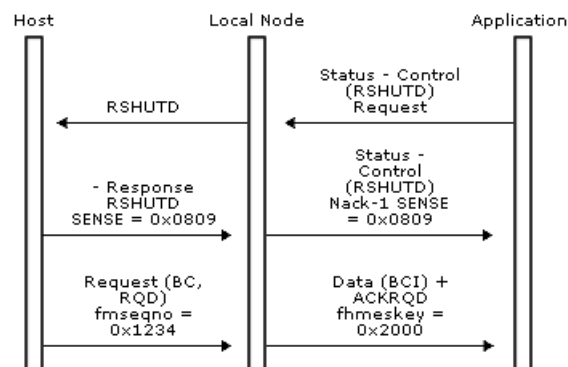 Host
Local Node
Application
Status - Control
(RSHUTD)
Request
RSHUTD
Status -
Control
(RSHUTD)
Nack-1 SENSE
= 0x0809
- Response
RSHUTD
SENSE = 0x0809
Request (BC,
RQD)
fmseqno =
0x1234
Data (BCI) +
ACKRQD
fhmeskey =
0x2000